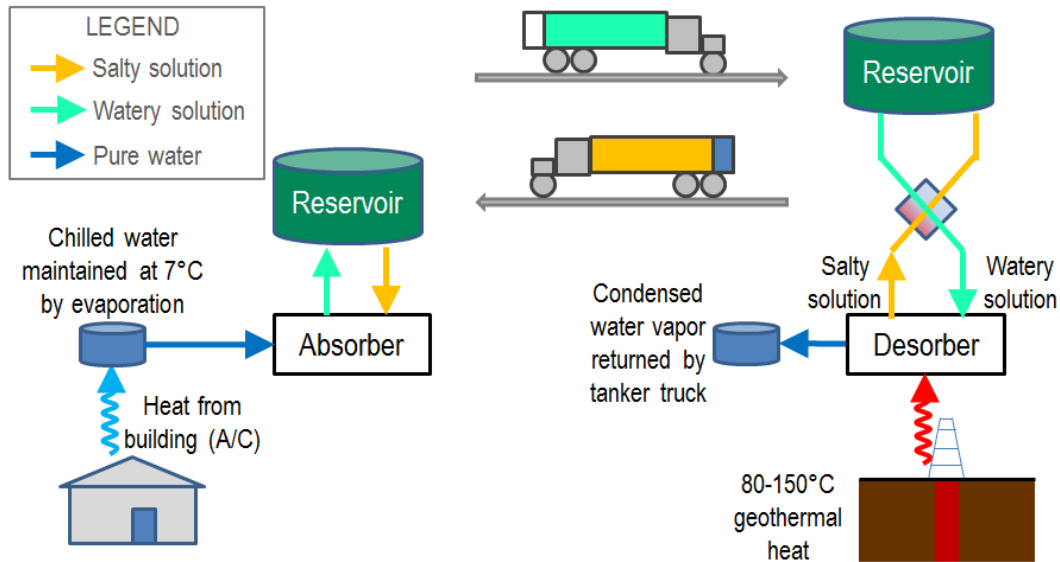 LEGEND
Salty solution
Watery solution
Pure water
Reservoir
Reservoir
Chilled water
maintained at 7°C
by evaporation
Absorber
Heat from
building (A/C)
Salty
solution
Watery
solution
Condensed
water vapor
returned by
tanker truck
Desorber
80-150°C
geothermal
heat